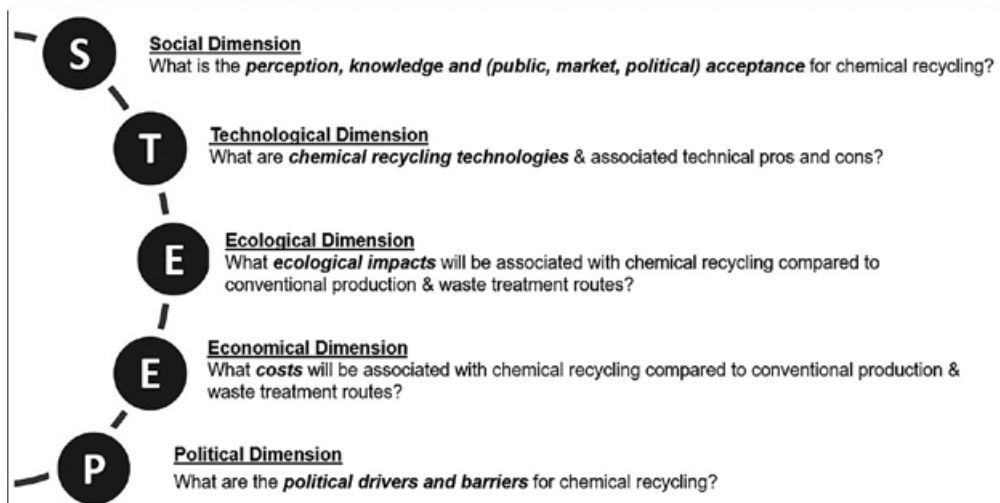 S
Social Dimension
What is the perception, knowledge and (public, market, political) acceptance for chemical recycling?
T
Technological Dimension
What are chemical recycling technologies & associated technical pros and cons?
E
Ecological Dimension
What ecological impacts will be associated with chemical recycling compared to
conventional production & waste treatment routes?
E
Economical Dimension
What costs will be associated with chemical recycling compared to conventional production &
waste treatment routes?
P
Political Dimension
What are the political drivers and barriers for chemical recycling?